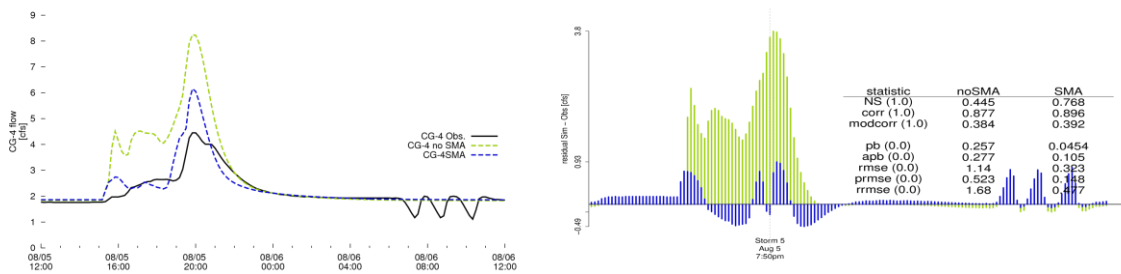 9
8
7
6
5
4
3
2
1
0
CG-4 flow
[cfs]
CG-4 Obs.
CG-4 no SMA
CG-4SMA
08/05 08/05 08/05 08/06 08/06 08/06 08/06
12:00 16:00 20:00 00:00 04:00 08:00 12:00
3.8
0.93
-0.49
residual Sim - Obs [cfs]
statistic noSMA SMA
NS (1.0) 0.445 0.768
corr (1.0) 0.877 0.896
modcorr (1.0) 0.384 0.392
pb (0.0) 0.257 0.0454
apb (0.0) 0.277 0.105
rmse (0.0) 1.14 0.323
prmse (0.0) 0.523 0.148
rrmse (0.0) 1.68 .477
Storm 5
Aug 5
7:50pm